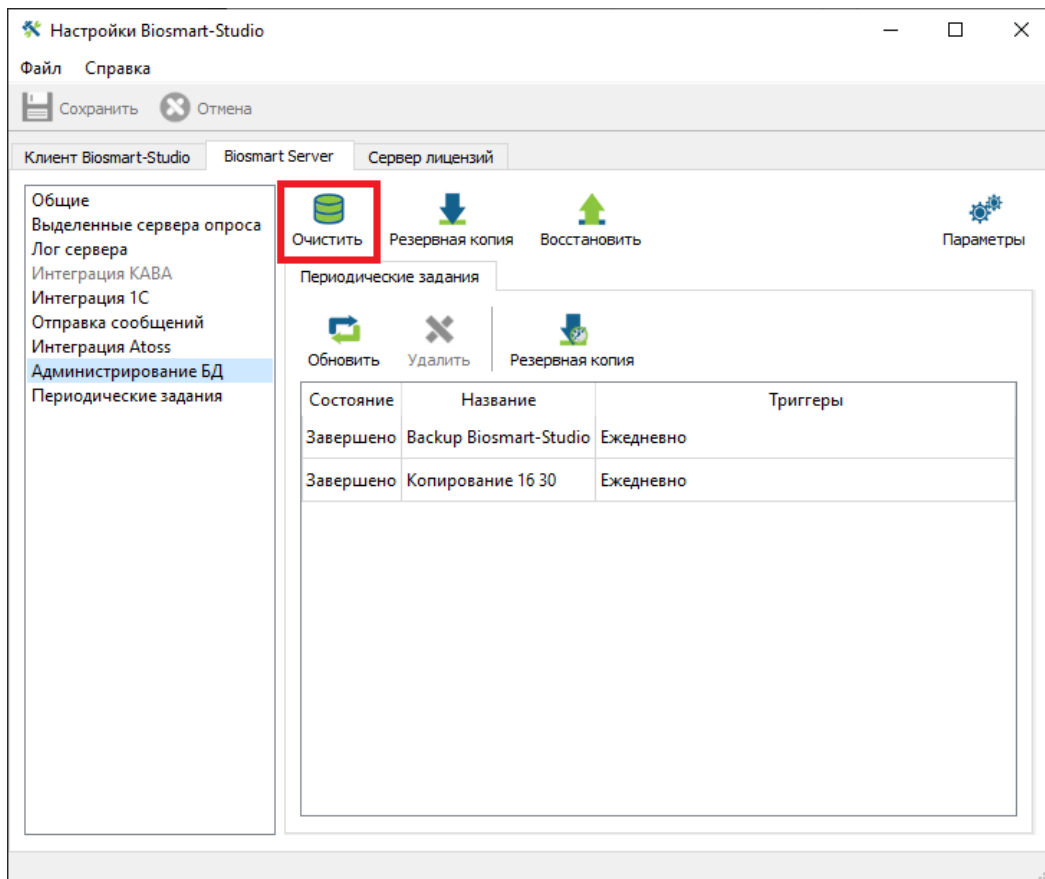 Настройки Biosmart-Studio
Файл Справка
Сохранить Отмена
Клиент Biosmart-Studio Biosmart Server Сервер лицензий
Общие
Выделенные сервера опроса
Лог сервера
Интеграция KABA
Интеграция 1С
Отправка сообщений
Интеграция Atoss
Администрирование БД
Периодические задания
Очистить Резервная копия Восстановить Параметры
Периодические задания
Обновить Удалить Резервная копия
Состояние Название Триггеры
Завершено Backup Biosmart-Studio Ежедневно
Завершено Копирование 16 30 Ежедневно